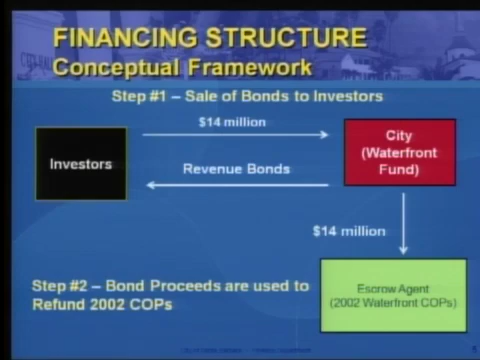 FINANCING STRUCTURE
Conceptual Framework
Step #1 – Sale of Bonds to Investors
$14 million
Investors
City
(Waterfront
Fund)
Revenue Bonds
$14 million
Step #2 – Bond Proceeds are used to
Refund 2002 COPs
Escrow Agent
(2002 Waterfront COPs)